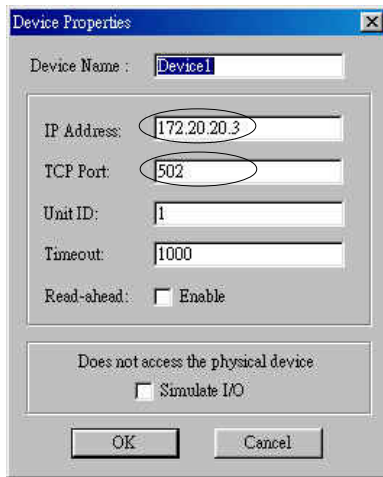 Device Properties
Device Name : Device1
IP Address: 172.20.20.3
TCP Port: 502
Unit ID: 1
Timeout: 1000
Read-ahead: Enable
Does not access the physical device
Simulate I/O
OK Cancel